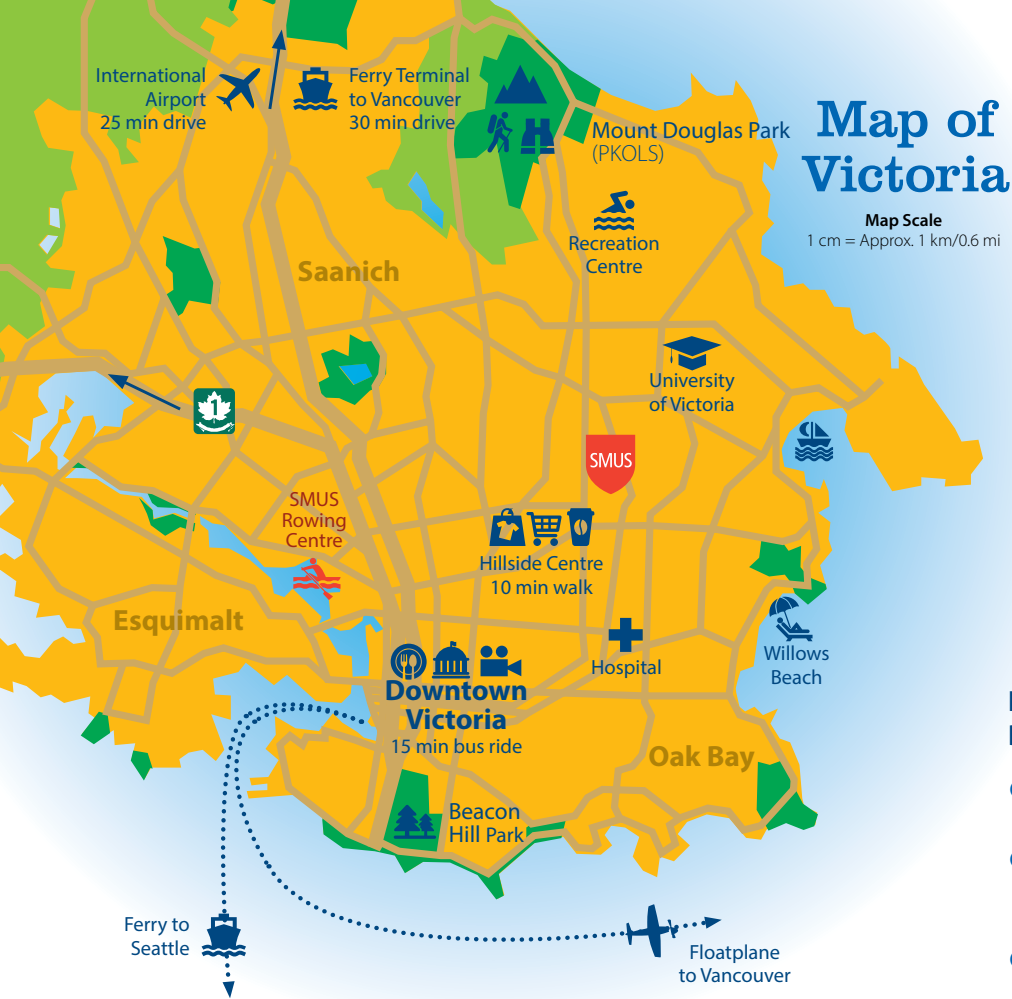 Map of
Victoria
Map Scale
1 cm = Approx. 1 km/0.6 mi
International
Airport
25 min drive
Ferry Terminal
to Vancouver
30 min drive
Mount Douglas Park
(PKOLS)
Recreation
Centre
Saanich
University
of Victoria
1
SMUS
SMUS
Rowing
Centre
Hillside Centre
10 min walk
Esquimalt
Hospital
Willows
Beach
Downtown
Victoria
15 min bus ride
Oak Bay
Beacon
Hill Park
Ferry to
Seattle
Floatplane
to Vancouver